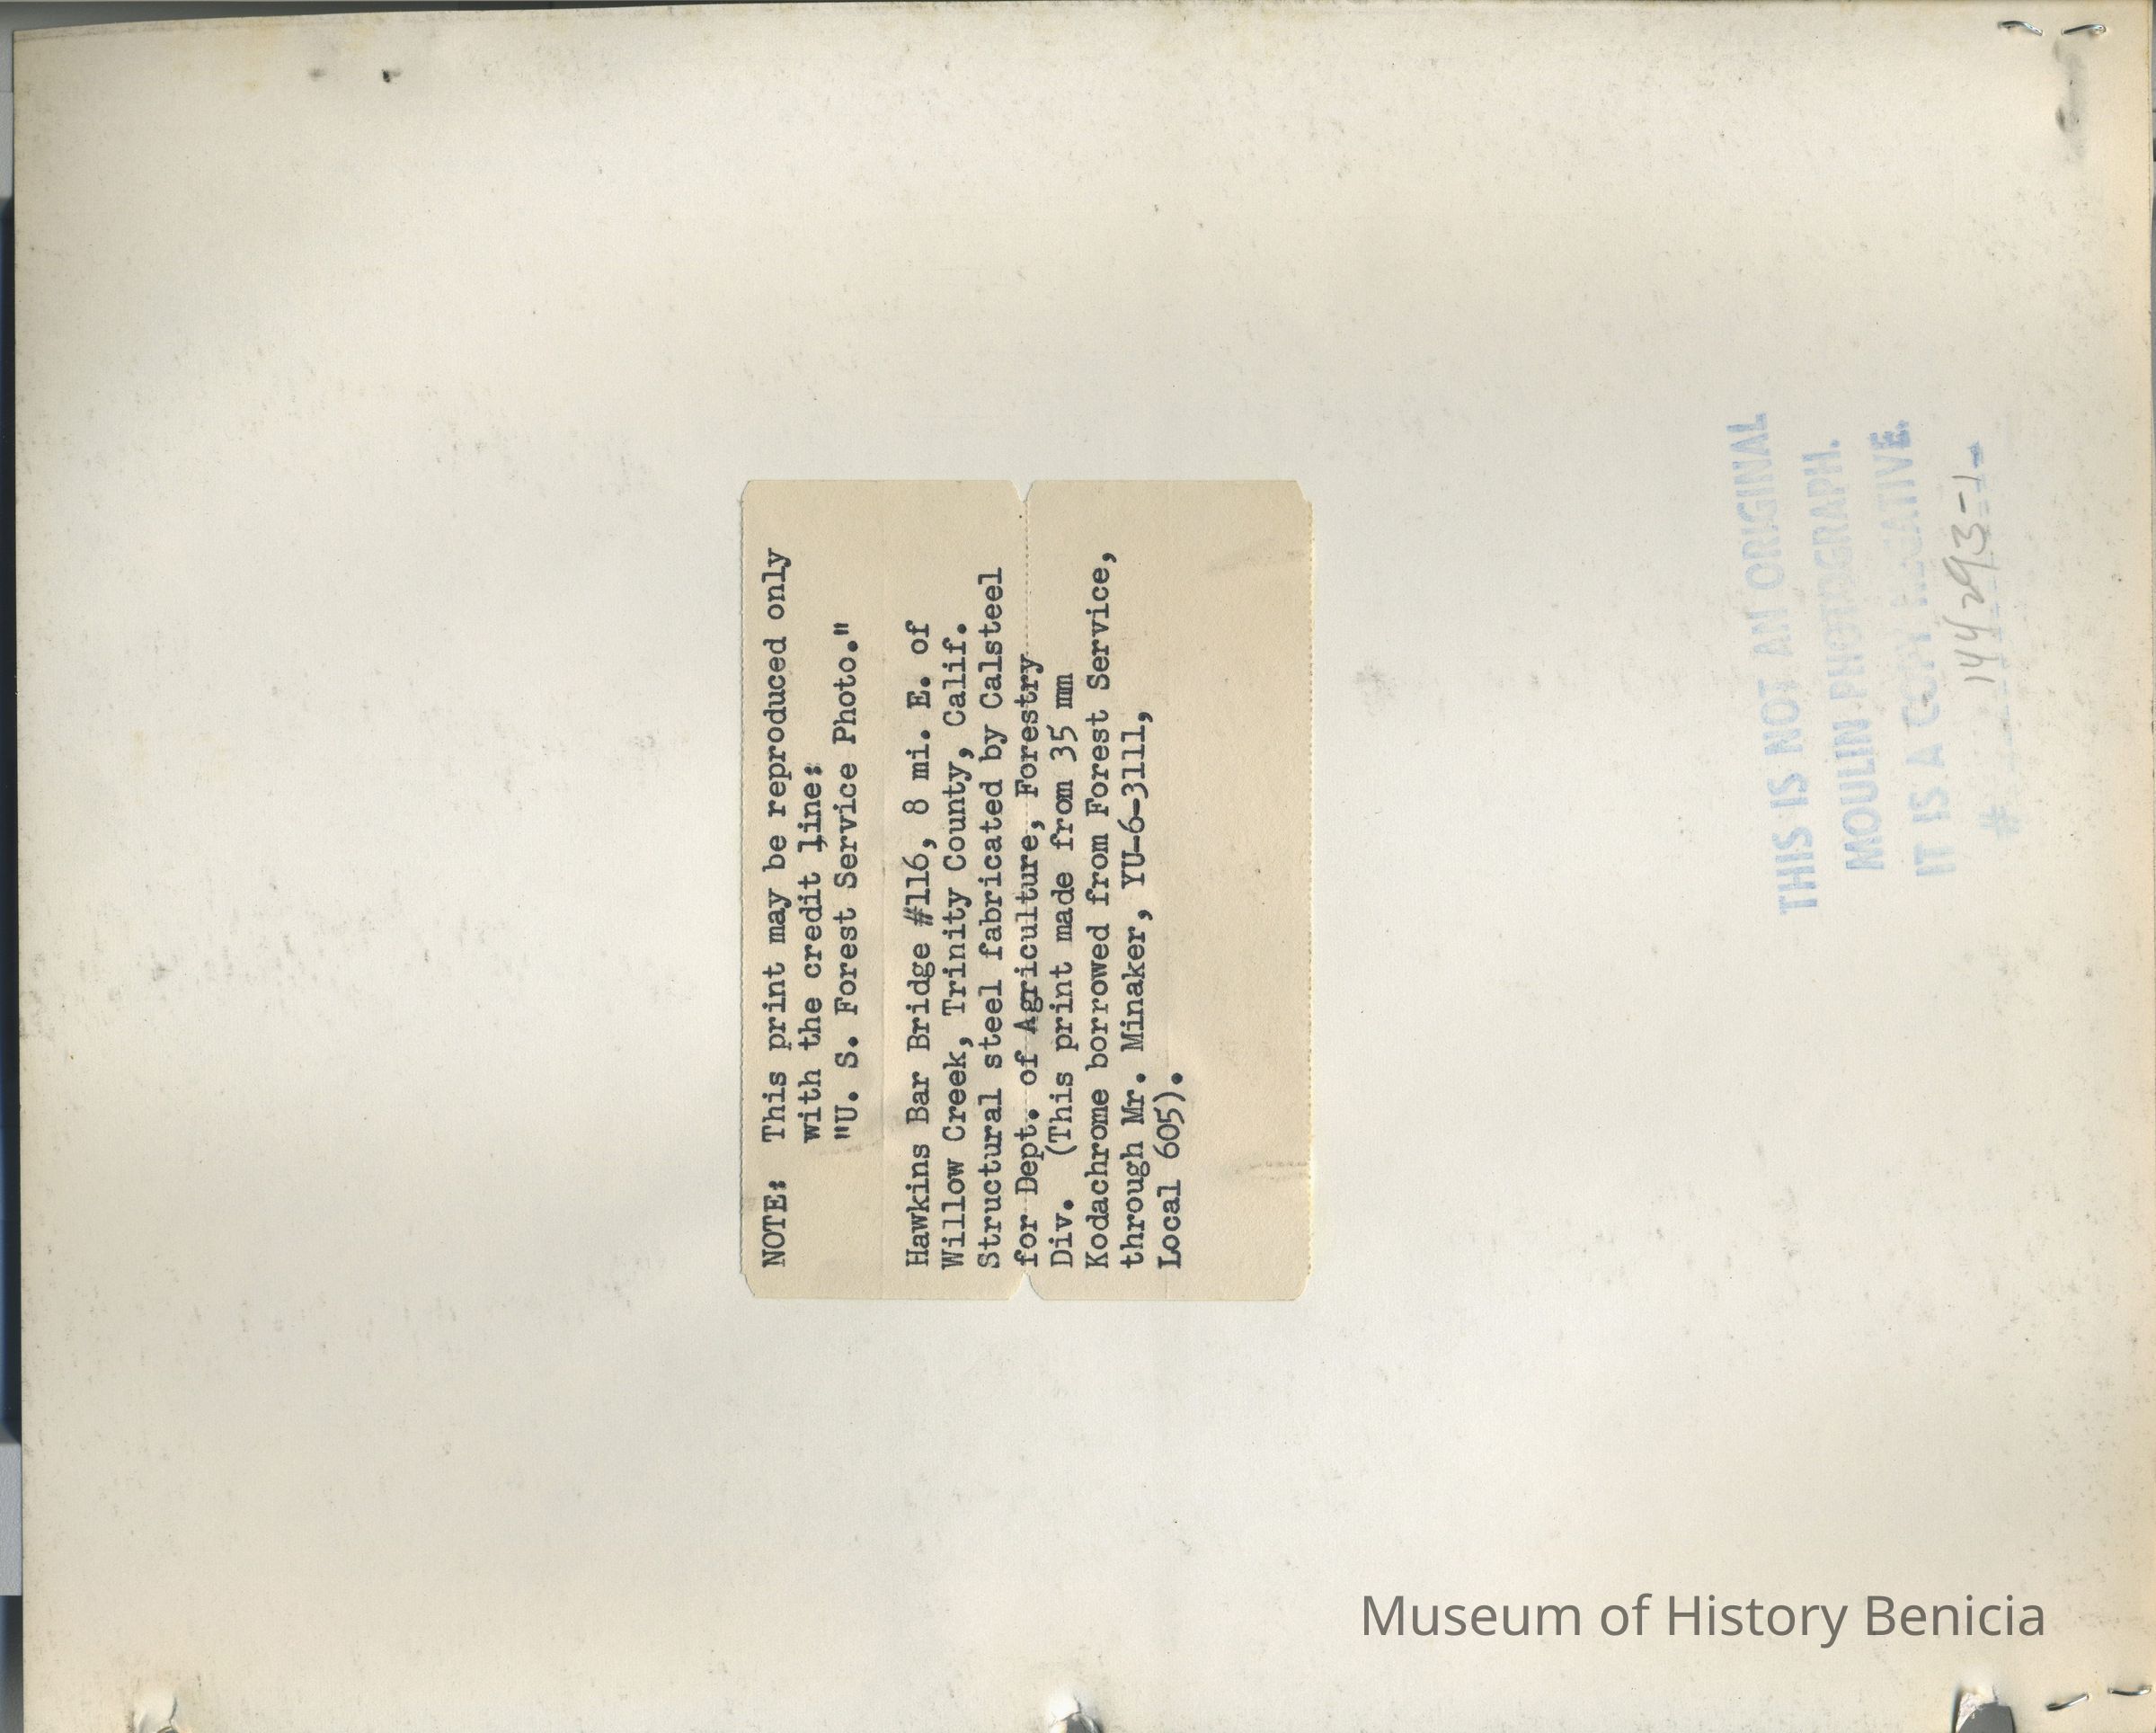 NOTE: This print may be reproduced only
with the credit line:
"U. S. Forest Service Photo."
Hawkins Bar Bridge #116, 8 mi. E. of
Willow Creek, Trinity County, Calif.
Structural steel fabricated by Calsteel
for Dept. of Agriculture, Forestry
Div. (This print made from 35 mm
Kodachrome borrowed from Forest Service,
through Mr. Minaker, YU-6-3111,
Local 605).
THIS IS NOT AN ORIGINAL
MOULIN PHOTOGRAPH.
IT IS A COPY NEGATIVE.
# 144293-1
Museum of History Benicia